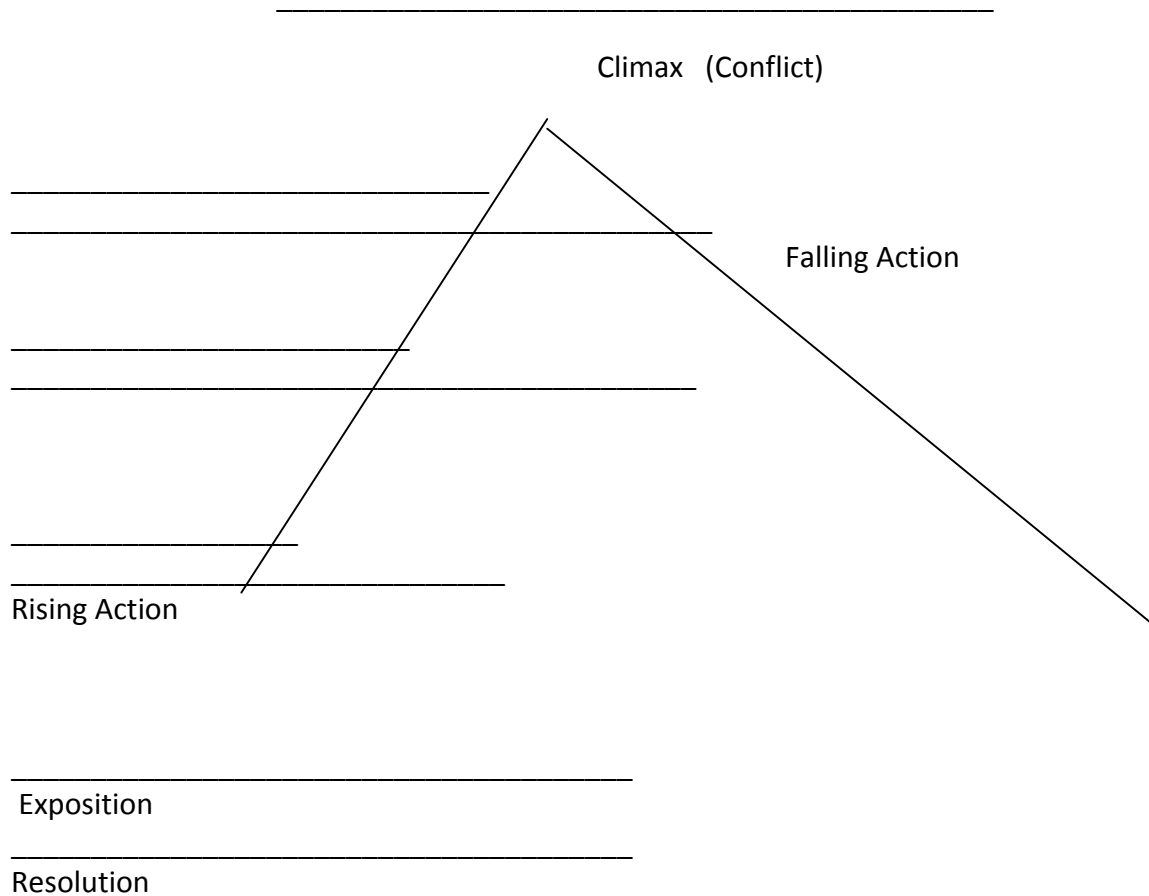 Climax (Conflict)
Falling Action
Rising Action
Exposition
Resolution